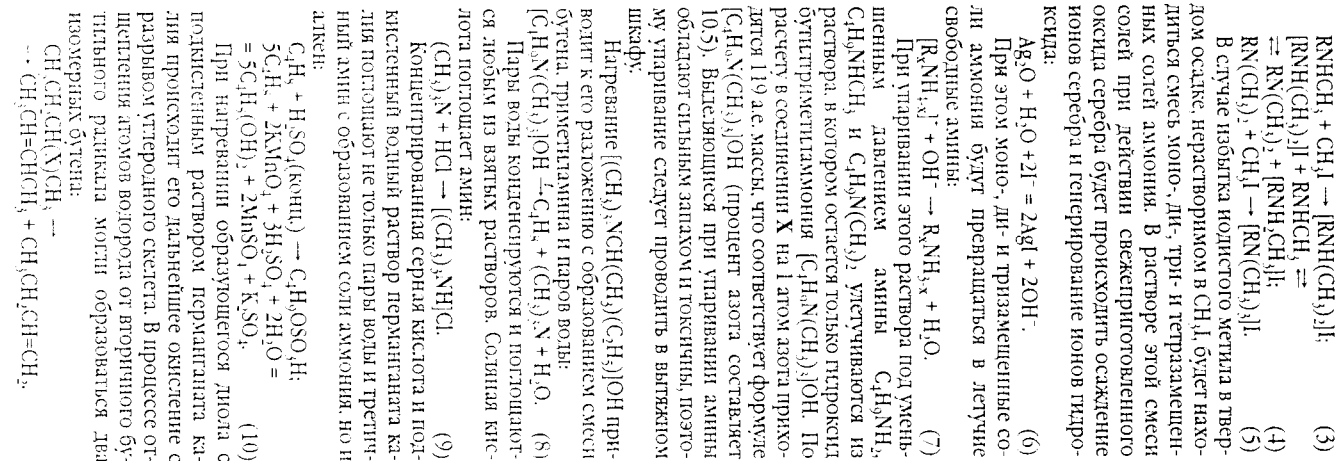 RNHCH₃ + CH₃I → [RNH(CH₃)₂]I; (3)
[RNH(CH₃)₂]I + RNHCH₃ ⇌
⇌ RN(CH₃)₂ + [RNH₂CH₃]I; (4)
RN(CH₃)₂ + CH₃I → [RN(CH₃)₃]I. (5)
В случае избытка иодистого метила в твер-
дом осадке, нерастворимом в CH₃I, будет нахо-
диться смесь моно-, ди-, три- и тетразамещен-
ных солей аммония. В растворе этой смеси
солей при действии свежеприготовленного
оксида серебра будет происходить осаждение
ионов серебра и генерирование ионов гидро-
ксида:
Ag₂O + H₂O +2I⁻ = 2AgI + 2OH⁻. (6)
При этом моно-, ди- и тризамещенные со-
ли аммония будут превращаться в летучие
свободные амины:
[RₓNH₄₋ₓ]⁺ + OH⁻ → RₓNH₃₋ₓ + H₂O. (7)
При упаривании этого раствора под умень-
шенным давлением амины C₄H₉NH₂,
C₄H₉NHCH₃ и C₄H₉N(CH₃)₂ улетучиваются из
раствора, в котором остается только гидроксид
бутилтриметиламмония [C₄H₉N(CH₃)₃]OH. По
расчету в соединении X на 1 атом азота прихо-
дятся 119 а.е. массы, что соответствует формуле
[C₄H₉N(CH₃)₃]OH (процент азота составляет
10,5). Выделяющиеся при упаривании амины
обладают сильным запахом и токсичны, поэто-
му упаривание следует проводить в вытяжном
шкафу.
Нагревание [(CH₃)₃NCH(CH₃)(C₂H₅)]OH при-
водит к его разложению с образованием смеси
бутена, триметиламина и паров воды:
[C₄H₉N(CH₃)₃]OH →ᵗ C₄H₈ + (CH₃)₃N + H₂O. (8)
Пары воды конденсируются и поглощают-
ся любым из взятых растворов. Соляная кис-
лота поглощает амин:
(CH₃)₃N + HCl → [(CH₃)₃NH]Cl. (9)
Концентрированная серная кислота и под-
кисленный водный раствор перманганата ка-
лия поглощают не только пары воды и третич-
ный амин с образованием соли аммония, но и
алкен:
C₄H₈ + H₂SO₄(конц) → C₄H₉OSO₃H;
5C₄H₈ + 2KMnO₄ + 3H₂SO₄ + 2H₂O =
= 5C₄H₈(OH)₂ + 2MnSO₄ + K₂SO₄. (10)
При нагревании образующегося диола с
подкисленным раствором перманганата ка-
лия происходит его дальнейшее окисление с
разрывом углеродного скелета. В процессе от-
щепления атомов водорода от вторичного бу-
тильного радикала могли образоваться два
изомерных бутена:
CH₃CH₂CH(X)CH₃ →
→ CH₃CH=CHCH₃ + CH₃CH₂CH=CH₂,